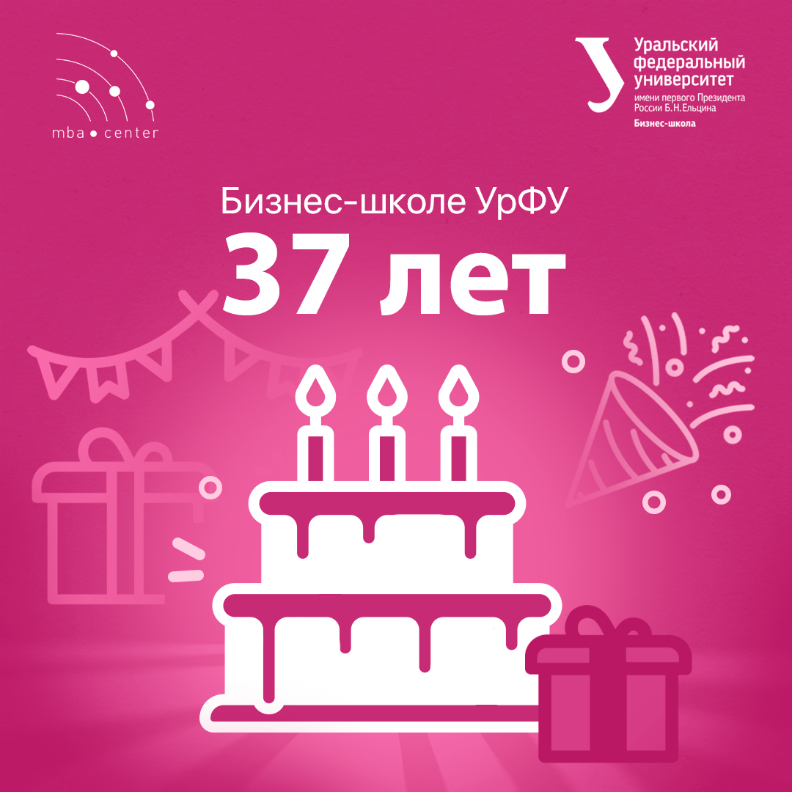 mba center
Уральский
федеральный
университет
имени первого Президента
России Б.Н.Ельцина
Бизнес-школа
Бизнес-школе УрФУ
37 лет